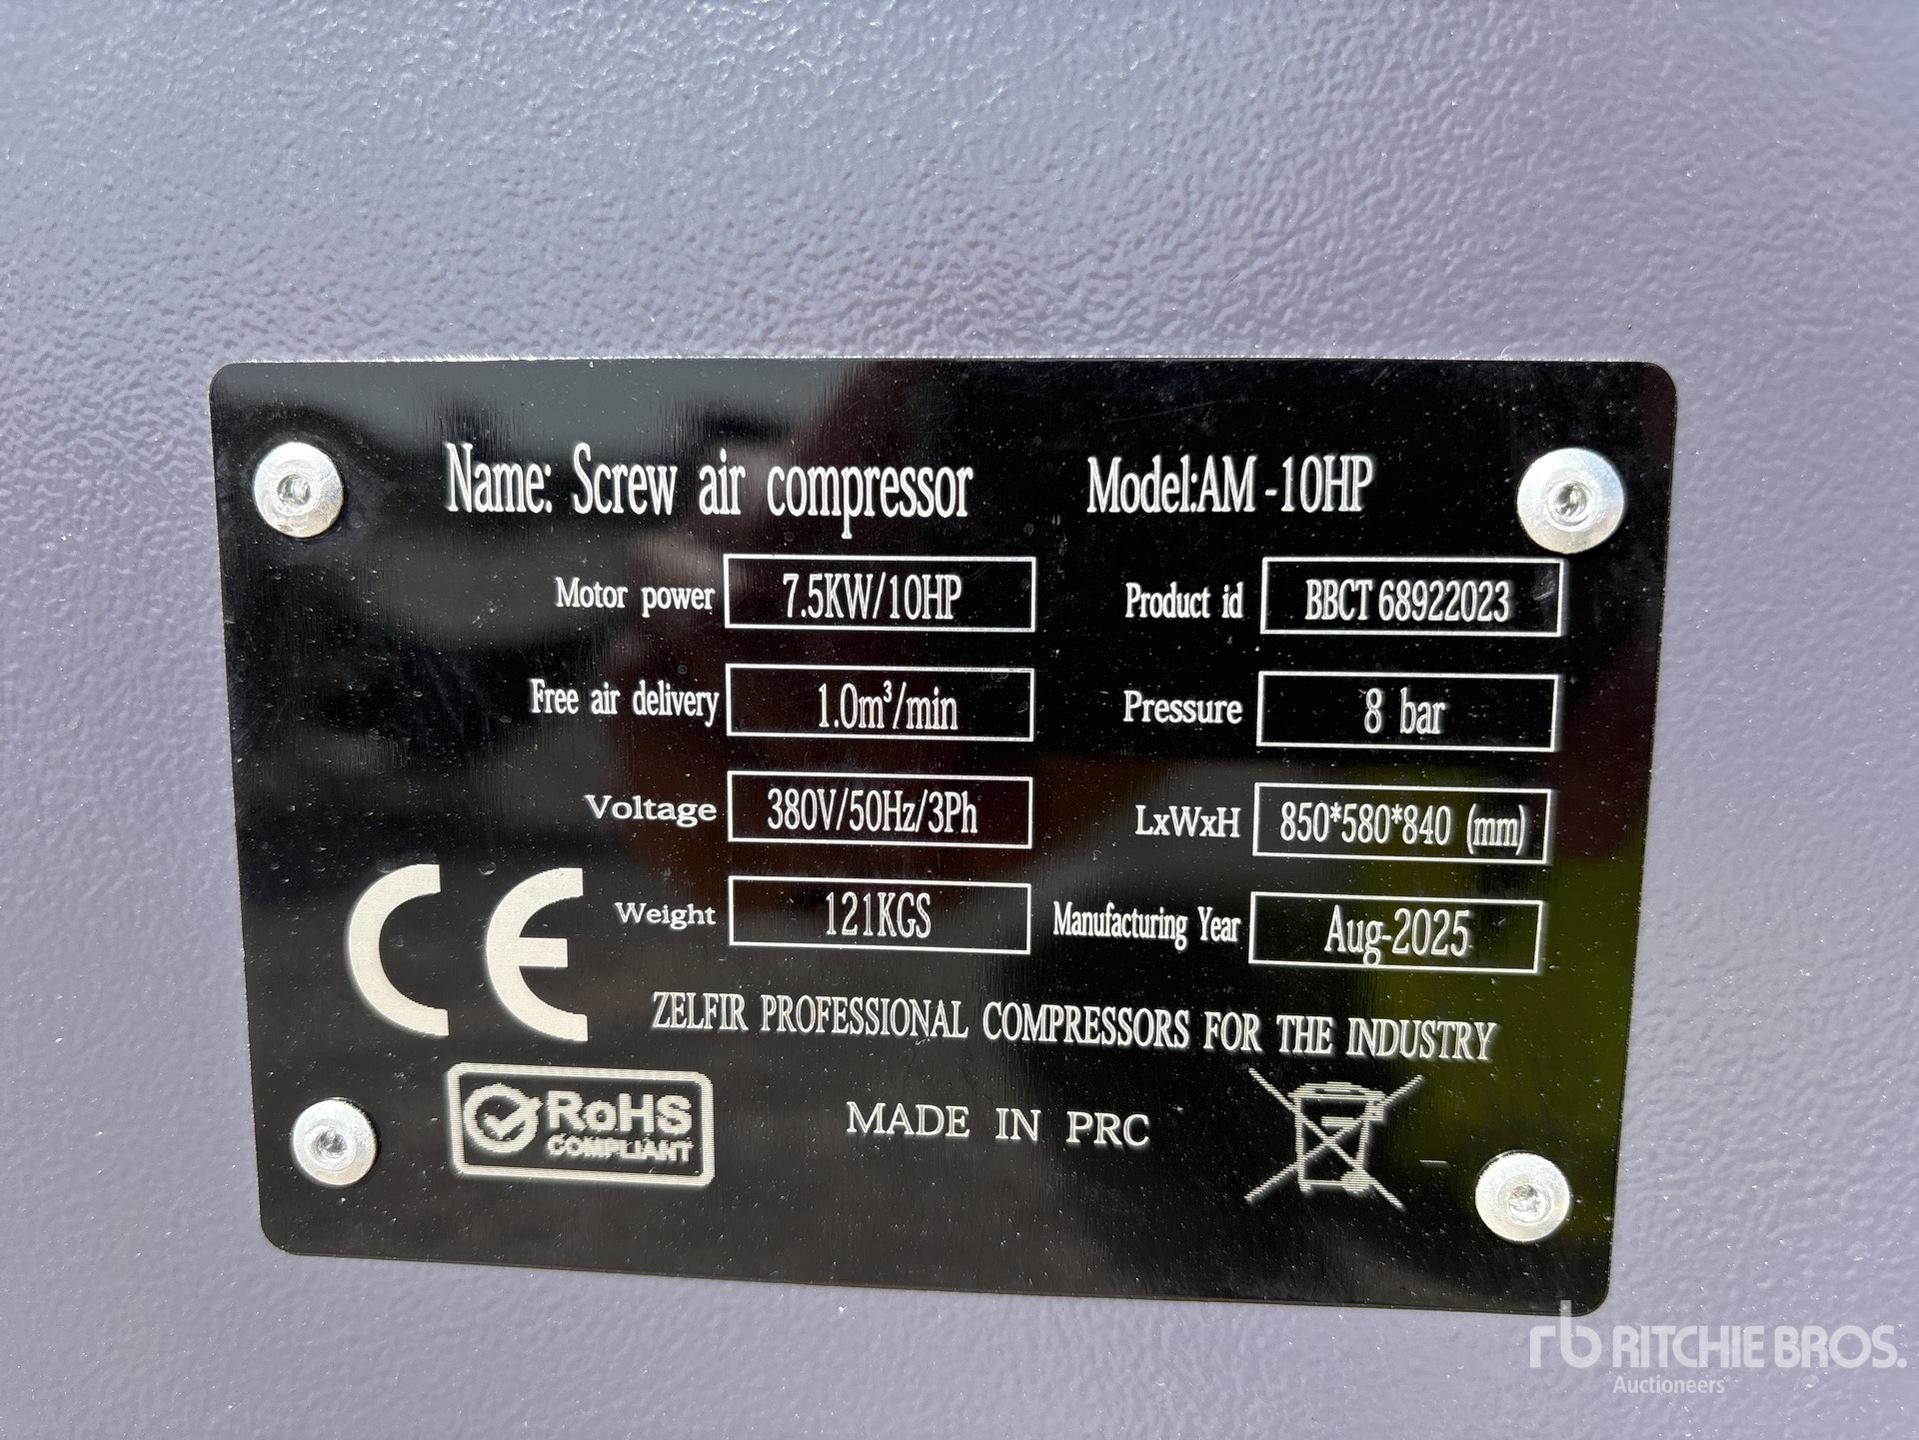 Name: Screw air compressor Model:AM -10HP
Motor power 7.5KW/10HP Product id BBCT 68922023
Free air delivery 1.0m³/min Pressure 8 bar
Voltage 380V/50Hz/3Ph LxWxH 850*580*840 (mm)
CE Weight 121KGS Manufacturing Year Aug-2025
ZELFIR PROFESSIONAL COMPRESSORS FOR THE INDUSTRY
RoHS
COMPLIANT
MADE IN PRC
rb RITCHIE BROS.
Auctioneers